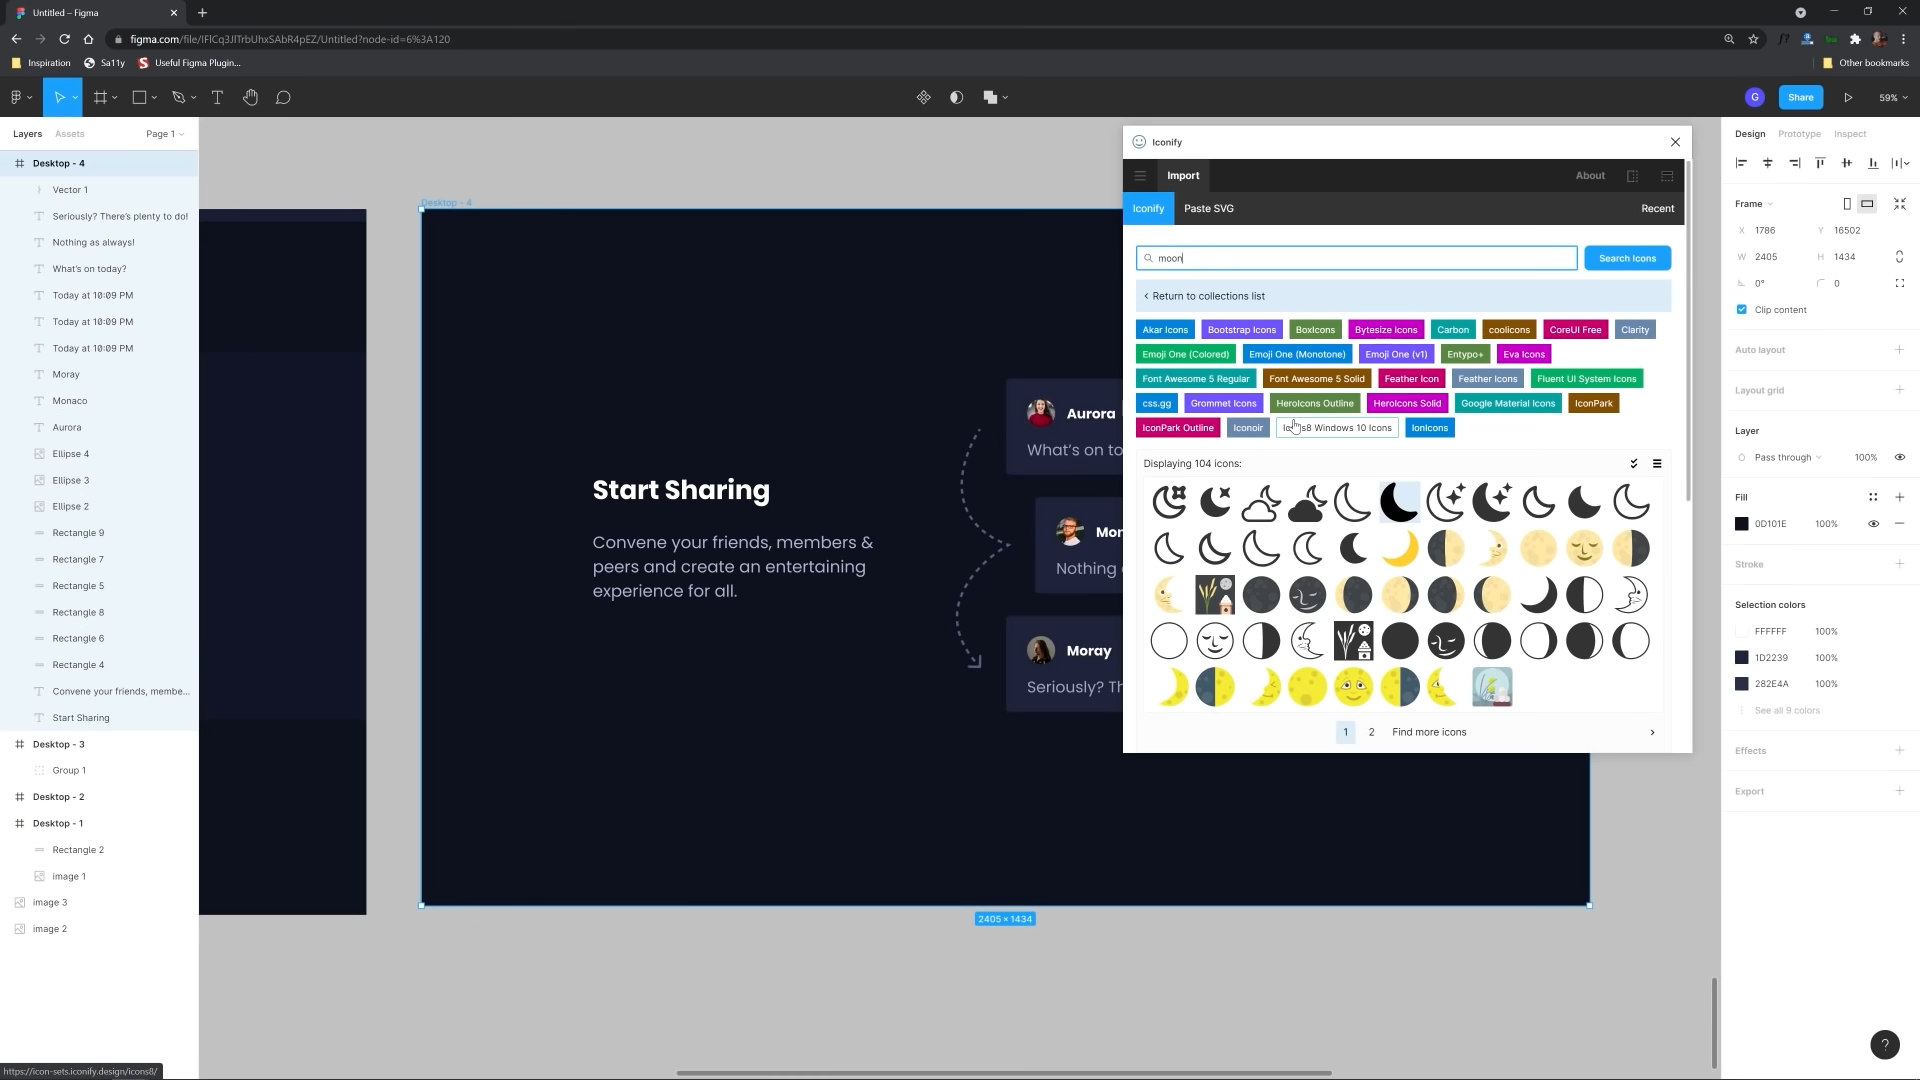 Untitled – Figma
figma.com/file/IFlCq3JlTrbUhxSAbR4pEZ/Untitled?node-id=6%3A120
Inspiration
Sa11y
Useful Figma Plugin...
Other bookmarks
G
Share
59%
Layers
Assets
Page 1
Desktop - 4
Vector 1
Seriously? There's plenty to do!
Nothing as always!
What's on today?
Today at 10:09 PM
Today at 10:09 PM
Today at 10:09 PM
Moray
Monaco
Aurora
Ellipse 4
Ellipse 3
Ellipse 2
Rectangle 9
Rectangle 7
Rectangle 5
Rectangle 8
Rectangle 6
Rectangle 4
Convene your friends, membe...
Start Sharing
Desktop - 3
Group 1
Desktop - 2
Desktop - 1
Rectangle 2
image 1
image 3
image 2
https://icon-sets.iconify.design/icons8/
Desktop - 4
Start Sharing
Convene your friends, members &
peers and create an entertaining
experience for all.
Aurora
What's on to
Mor
Nothing
Moray
Seriously? Th
2405 × 1434
Iconify
Import
About
Iconify
Paste SVG
Recent
moon
Search Icons
Return to collections list
Akar Icons
Bootstrap Icons
BoxIcons
Bytesize Icons
Carbon
coolicons
CoreUI Free
Clarity
Emoji One (Colored)
Emoji One (Monotone)
Emoji One (v1)
Entypo+
Eva Icons
Font Awesome 5 Regular
Font Awesome 5 Solid
Feather Icon
Feather Icons
Fluent UI System Icons
css.gg
Grommet Icons
HeroIcons Outline
HeroIcons Solid
Google Material Icons
IconPark
IconPark Outline
Iconoir
Windows 10 Icons
IonIcons
Displaying 104 icons:
1
2
Find more icons
Design
Prototype
Inspect
Frame
X 1786
Y 16502
W 2405
H 1434
0°
0
Clip content
Auto layout
Layout grid
Layer
Pass through
100%
Fill
0D101E
100%
Stroke
Selection colors
FFFFFF
100%
1D2239
100%
282E4A
100%
See all 9 colors
Effects
Export
?